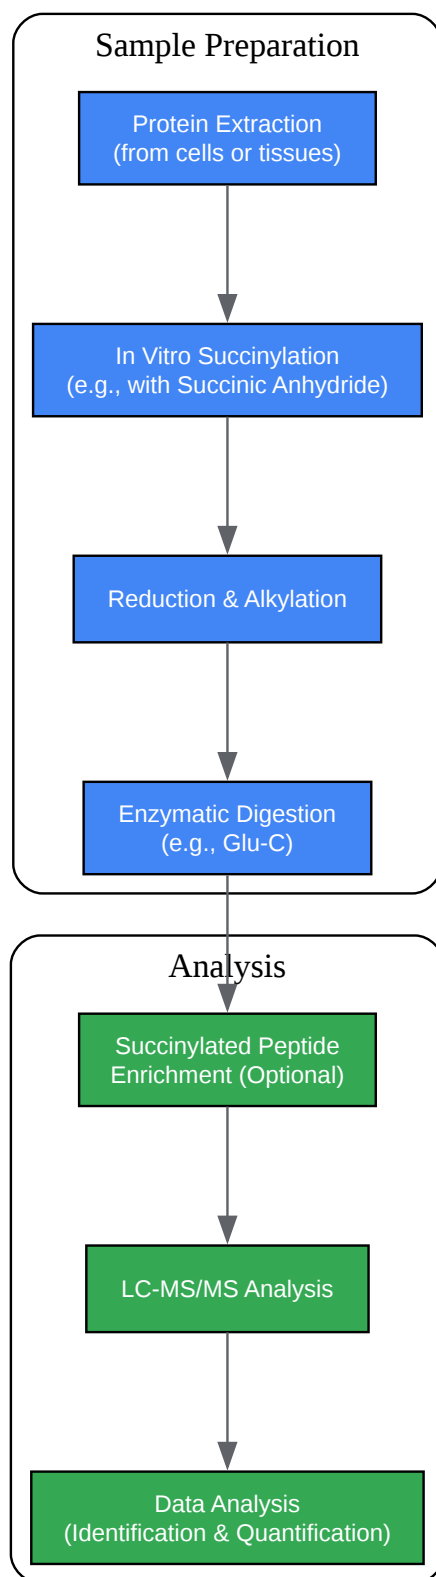 Sample Preparation
Protein Extraction
(from cells or tissues)
In Vitro Succinylation
(e.g., with Succinic Anhydride)
Reduction & Alkylation
Enzymatic Digestion
(e.g., Glu-C)
Analysis
Succinylated Peptide
Enrichment (Optional)
LC-MS/MS Analysis
Data Analysis
(Identification & Quantification)